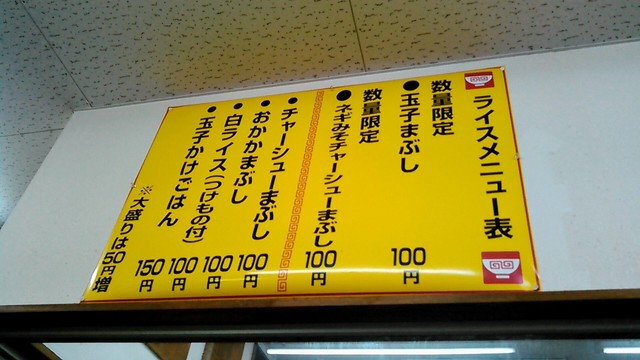 ライスメニュー表
数量限定
●玉子まぶし 100円
数量限定
●ネギみそチャーシューまぶし 100円
●チャーシューまぶし 100円
●おかかまぶし 100円
●白ライス(つけもの付) 100円
●玉子かけごはん 150円
※大盛りは50円増